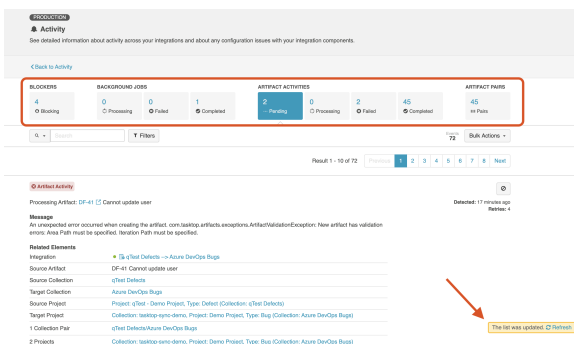 PRODUCTION
Activity
See detailed information about activity across your integrations and about any configuration issues with your integration components.
Back to Activity
BLOCKERS BACKGROUND JOBS ARTIFACT ACTIVITIES ARTIFACT PAIRS
4 0 0 1 2 0 2 45 45
Blocking Processing Failed Completed Pending Processing Failed Completed Pairs
Search Filters Events 72 Bulk Actions
Result 1 - 10 of 72 Previous 1 2 3 4 5 6 7 8 Next
Artifact Activity
Processing Artifact: DF-41 Cannot update user Detected: 17 minutes ago
Retries: 4
Message
An unexpected error occurred when creating the artifact. com.tasktop.artifacts.exceptions.ArtifactValidationException: New artifact has validation
errors: Area Path must be specified. Iteration Path must be specified.
Related Elements
Integration qTest Defects --> Azure DevOps Bugs
Source Artifact DF-41 Cannot update user
Source Collection qTest Defects
Target Collection Azure DevOps Bugs
Source Project Project: qTest - Demo Project, Type: Defect (Collection: qTest Defects)
Target Project Collection: tasktop-sync-demo, Project: Demo Project, Type: Bug (Collection: Azure DevOps Bugs)
The list was updated. Refresh
1 Collection Pair qTest Defects/Azure DevOps Bugs
2 Projects Collection: tasktop-sync-demo, Project: Demo Project, Type: Bug (Collection: Azure DevOps Bugs)